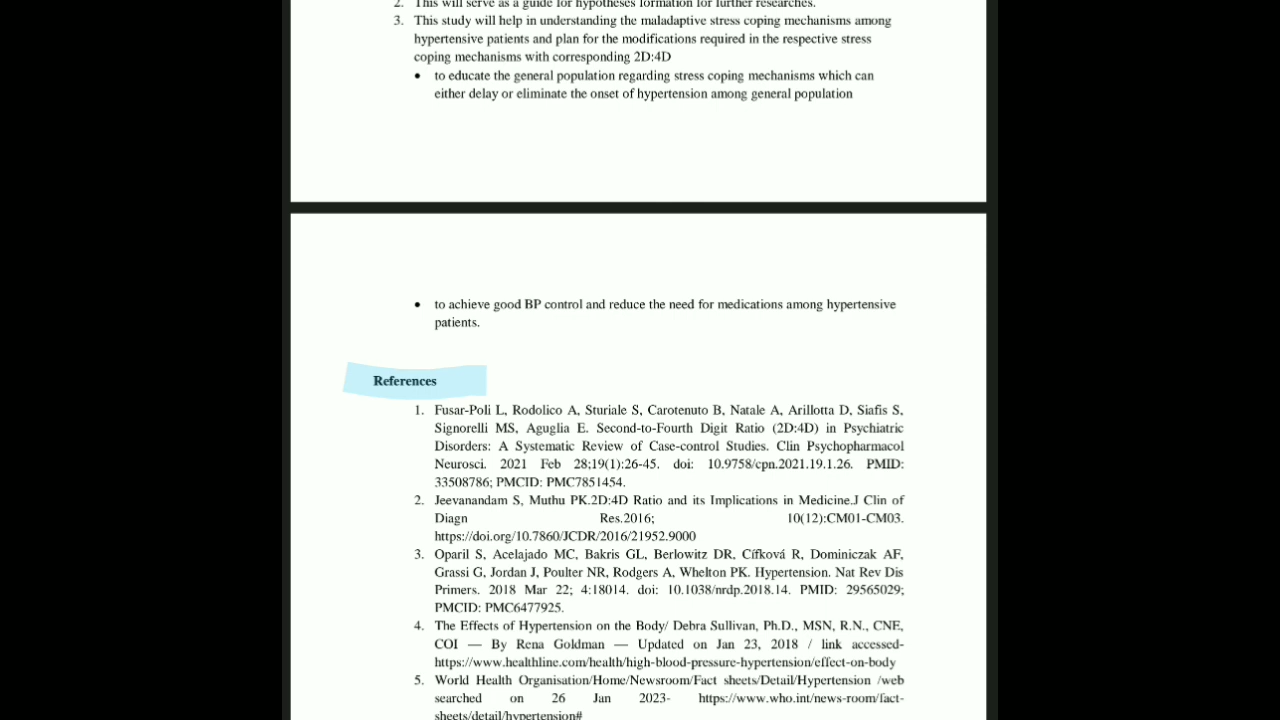 2. This will serve as a guide for hypotheses formation for further researches.
3. This study will help in understanding the maladaptive stress coping mechanisms among
hypertensive patients and plan for the modifications required in the respective stress
coping mechanisms with corresponding 2D:4D
• to educate the general population regarding stress coping mechanisms which can
either delay or eliminate the onset of hypertension among general population
• to achieve good BP control and reduce the need for medications among hypertensive
patients.
References
1. Fusar-Poli L, Rodolico A, Sturiale S, Carotenuto B, Natale A, Arillotta D, Siafis S,
Signorelli MS, Aguglia E. Second-to-Fourth Digit Ratio (2D:4D) in Psychiatric
Disorders: A Systematic Review of Case-control Studies. Clin Psychopharmacol
Neurosci. 2021 Feb 28;19(1):26-45. doi: 10.9758/cpn.2021.19.1.26. PMID:
33508786; PMCID: PMC7851454.
2. Jeevanandam S, Muthu PK.2D:4D Ratio and its Implications in Medicine.J Clin of
Diagn Res.2016; 10(12):CM01-CM03.
https://doi.org/10.7860/JCDR/2016/21952.9000
3. Oparil S, Acelajado MC, Bakris GL, Berlowitz DR, Cífková R, Dominiczak AF,
Grassi G, Jordan J, Poulter NR, Rodgers A, Whelton PK. Hypertension. Nat Rev Dis
Primers. 2018 Mar 22; 4:18014. doi: 10.1038/nrdp.2018.14. PMID: 29565029;
PMCID: PMC6477925.
4. The Effects of Hypertension on the Body/ Debra Sullivan, Ph.D., MSN, R.N., CNE,
COI — By Rena Goldman — Updated on Jan 23, 2018 / link accessed-
https://www.healthline.com/health/high-blood-pressure-hypertension/effect-on-body
5. World Health Organisation/Home/Newsroom/Fact sheets/Detail/Hypertension /web
searched on 26 Jan 2023- https://www.who.int/news-room/fact-
sheets/detail/hypertension#